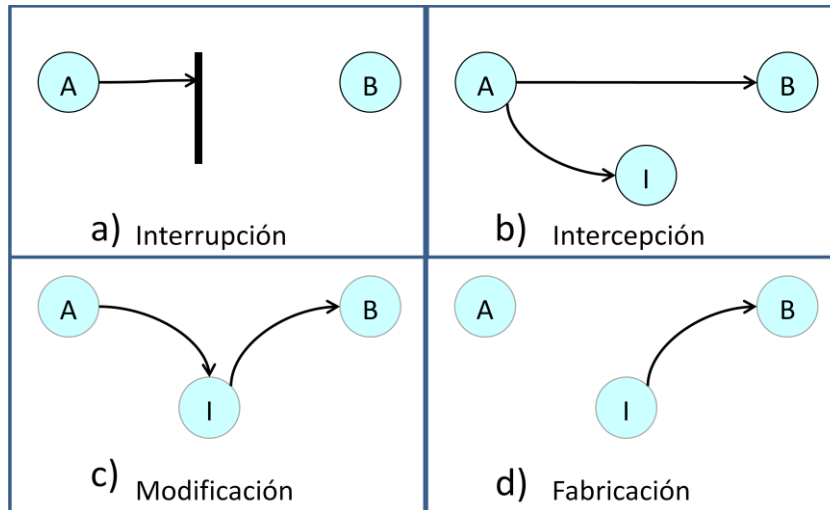 A
B
a) Interrupción
A
B
I
b) Intercepción
A
B
I
c) Modificación
A
B
I
d) Fabricación